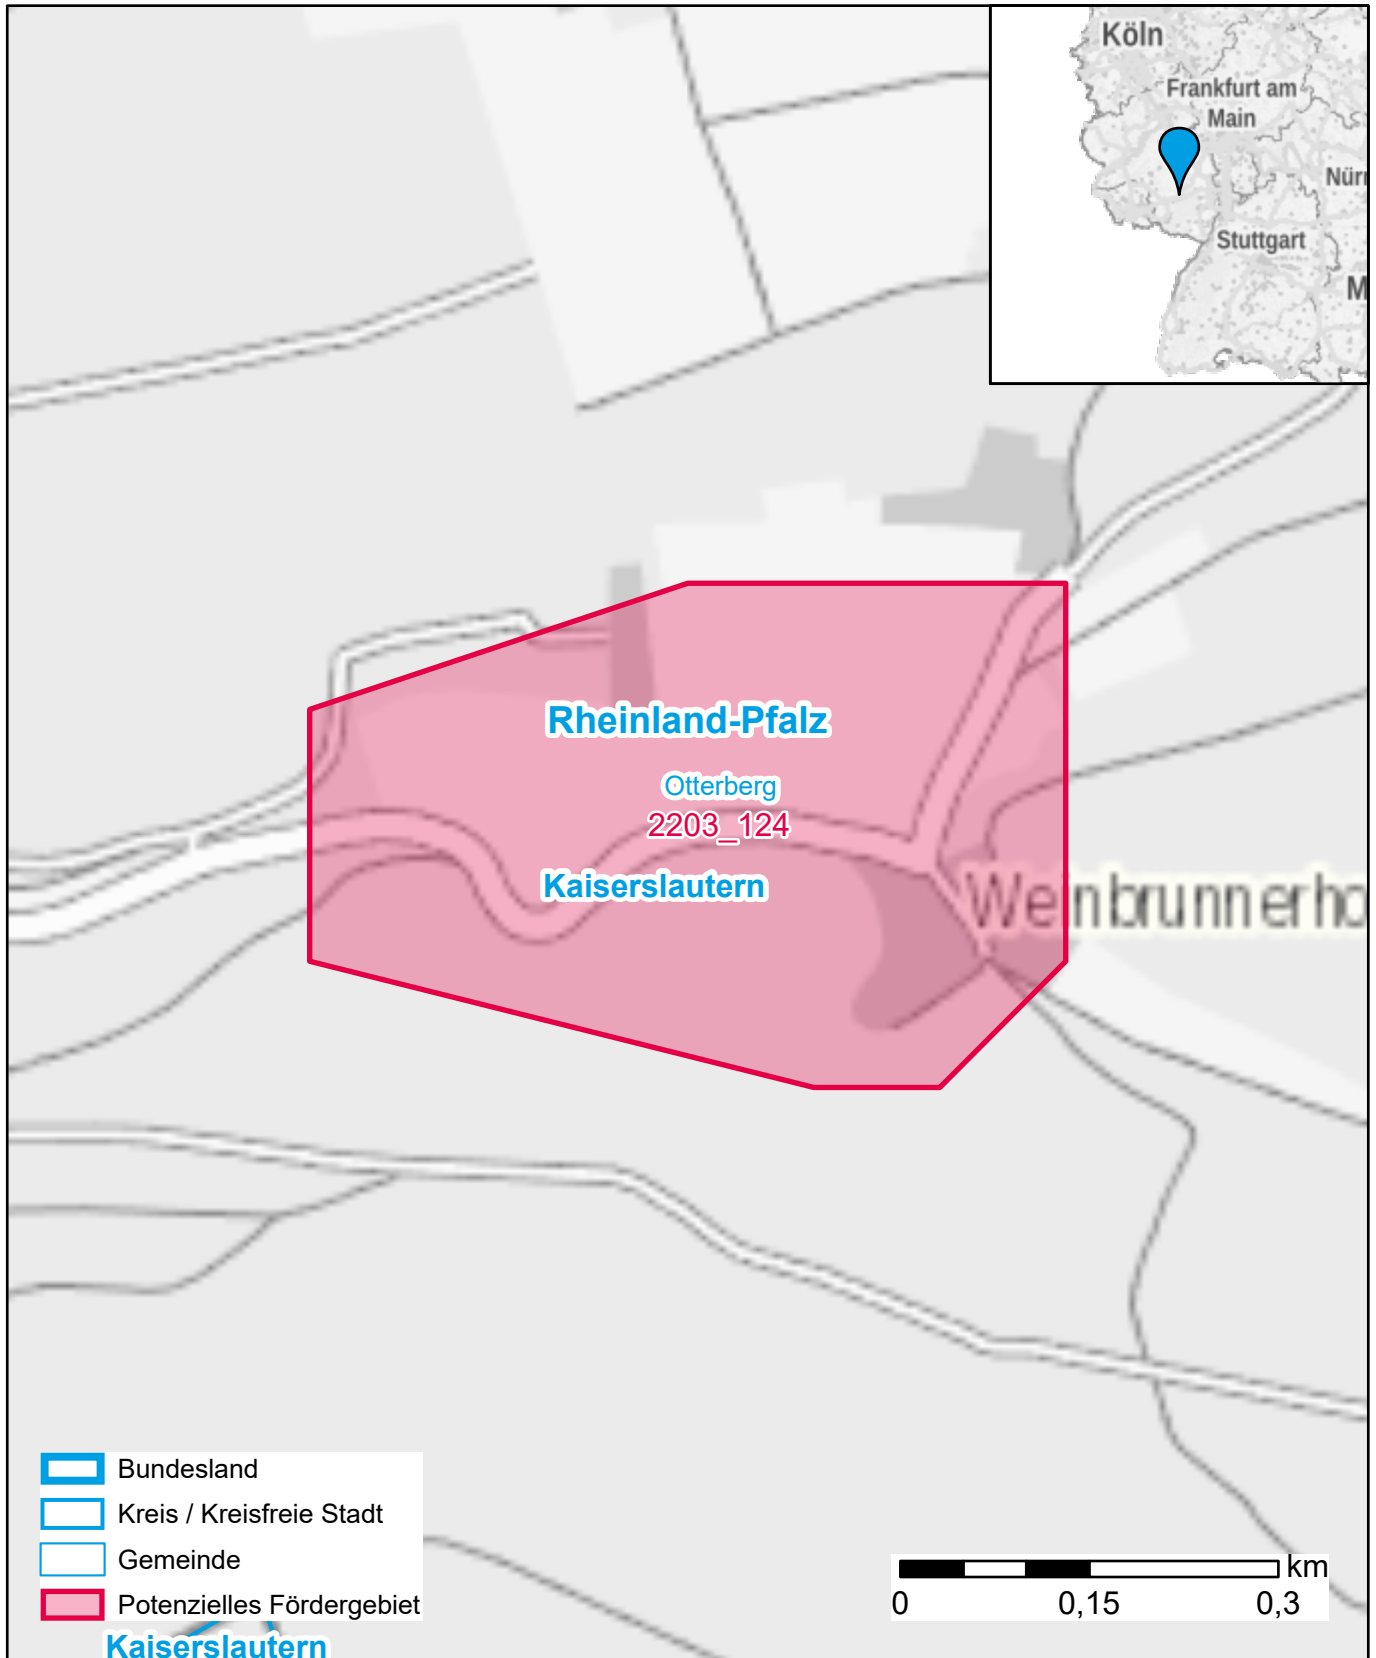 Köln
Frankfurt am
Main
Stuttgart
Rheinland-Pfalz
Otterberg
2203_124
Kaiserslautern
Weinbrunnerho
Bundesland
Kreis / Kreisfreie Stadt
Gemeinde
Potenzielles Fördergebiet
km
0 0,15 0,3
Kaiserslautern